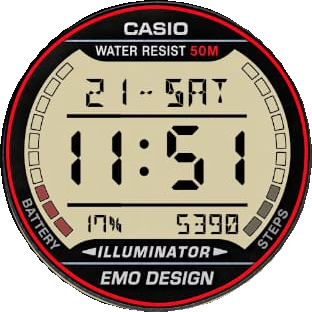 CASIO
WATER RESIST 50M
21-SAT
11:51
17% 5390
BATTERY
STEPS
ILLUMINATOR
EMO DESIGN